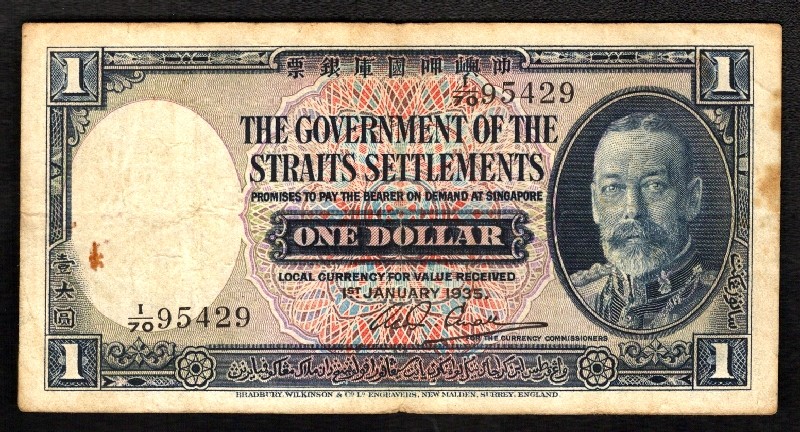 1
票銀庫國呷嶼沖
1
I/70 95429
THE GOVERNMENT OF THE
STRAITS SETTLEMENTS
PROMISES TO PAY THE BEARER ON DEMAND AT SINGAPORE
ONE DOLLAR
LOCAL CURRENCY FOR VALUE RECEIVED
1ST JANUARY 1935.
壹大圓
I/70 95429
FOR THE CURRENCY COMMISSIONERS
1
1
BRADBURY, WILKINSON & Co Ld ENGRAVERS, NEW MALDEN, SURREY, ENGLAND.